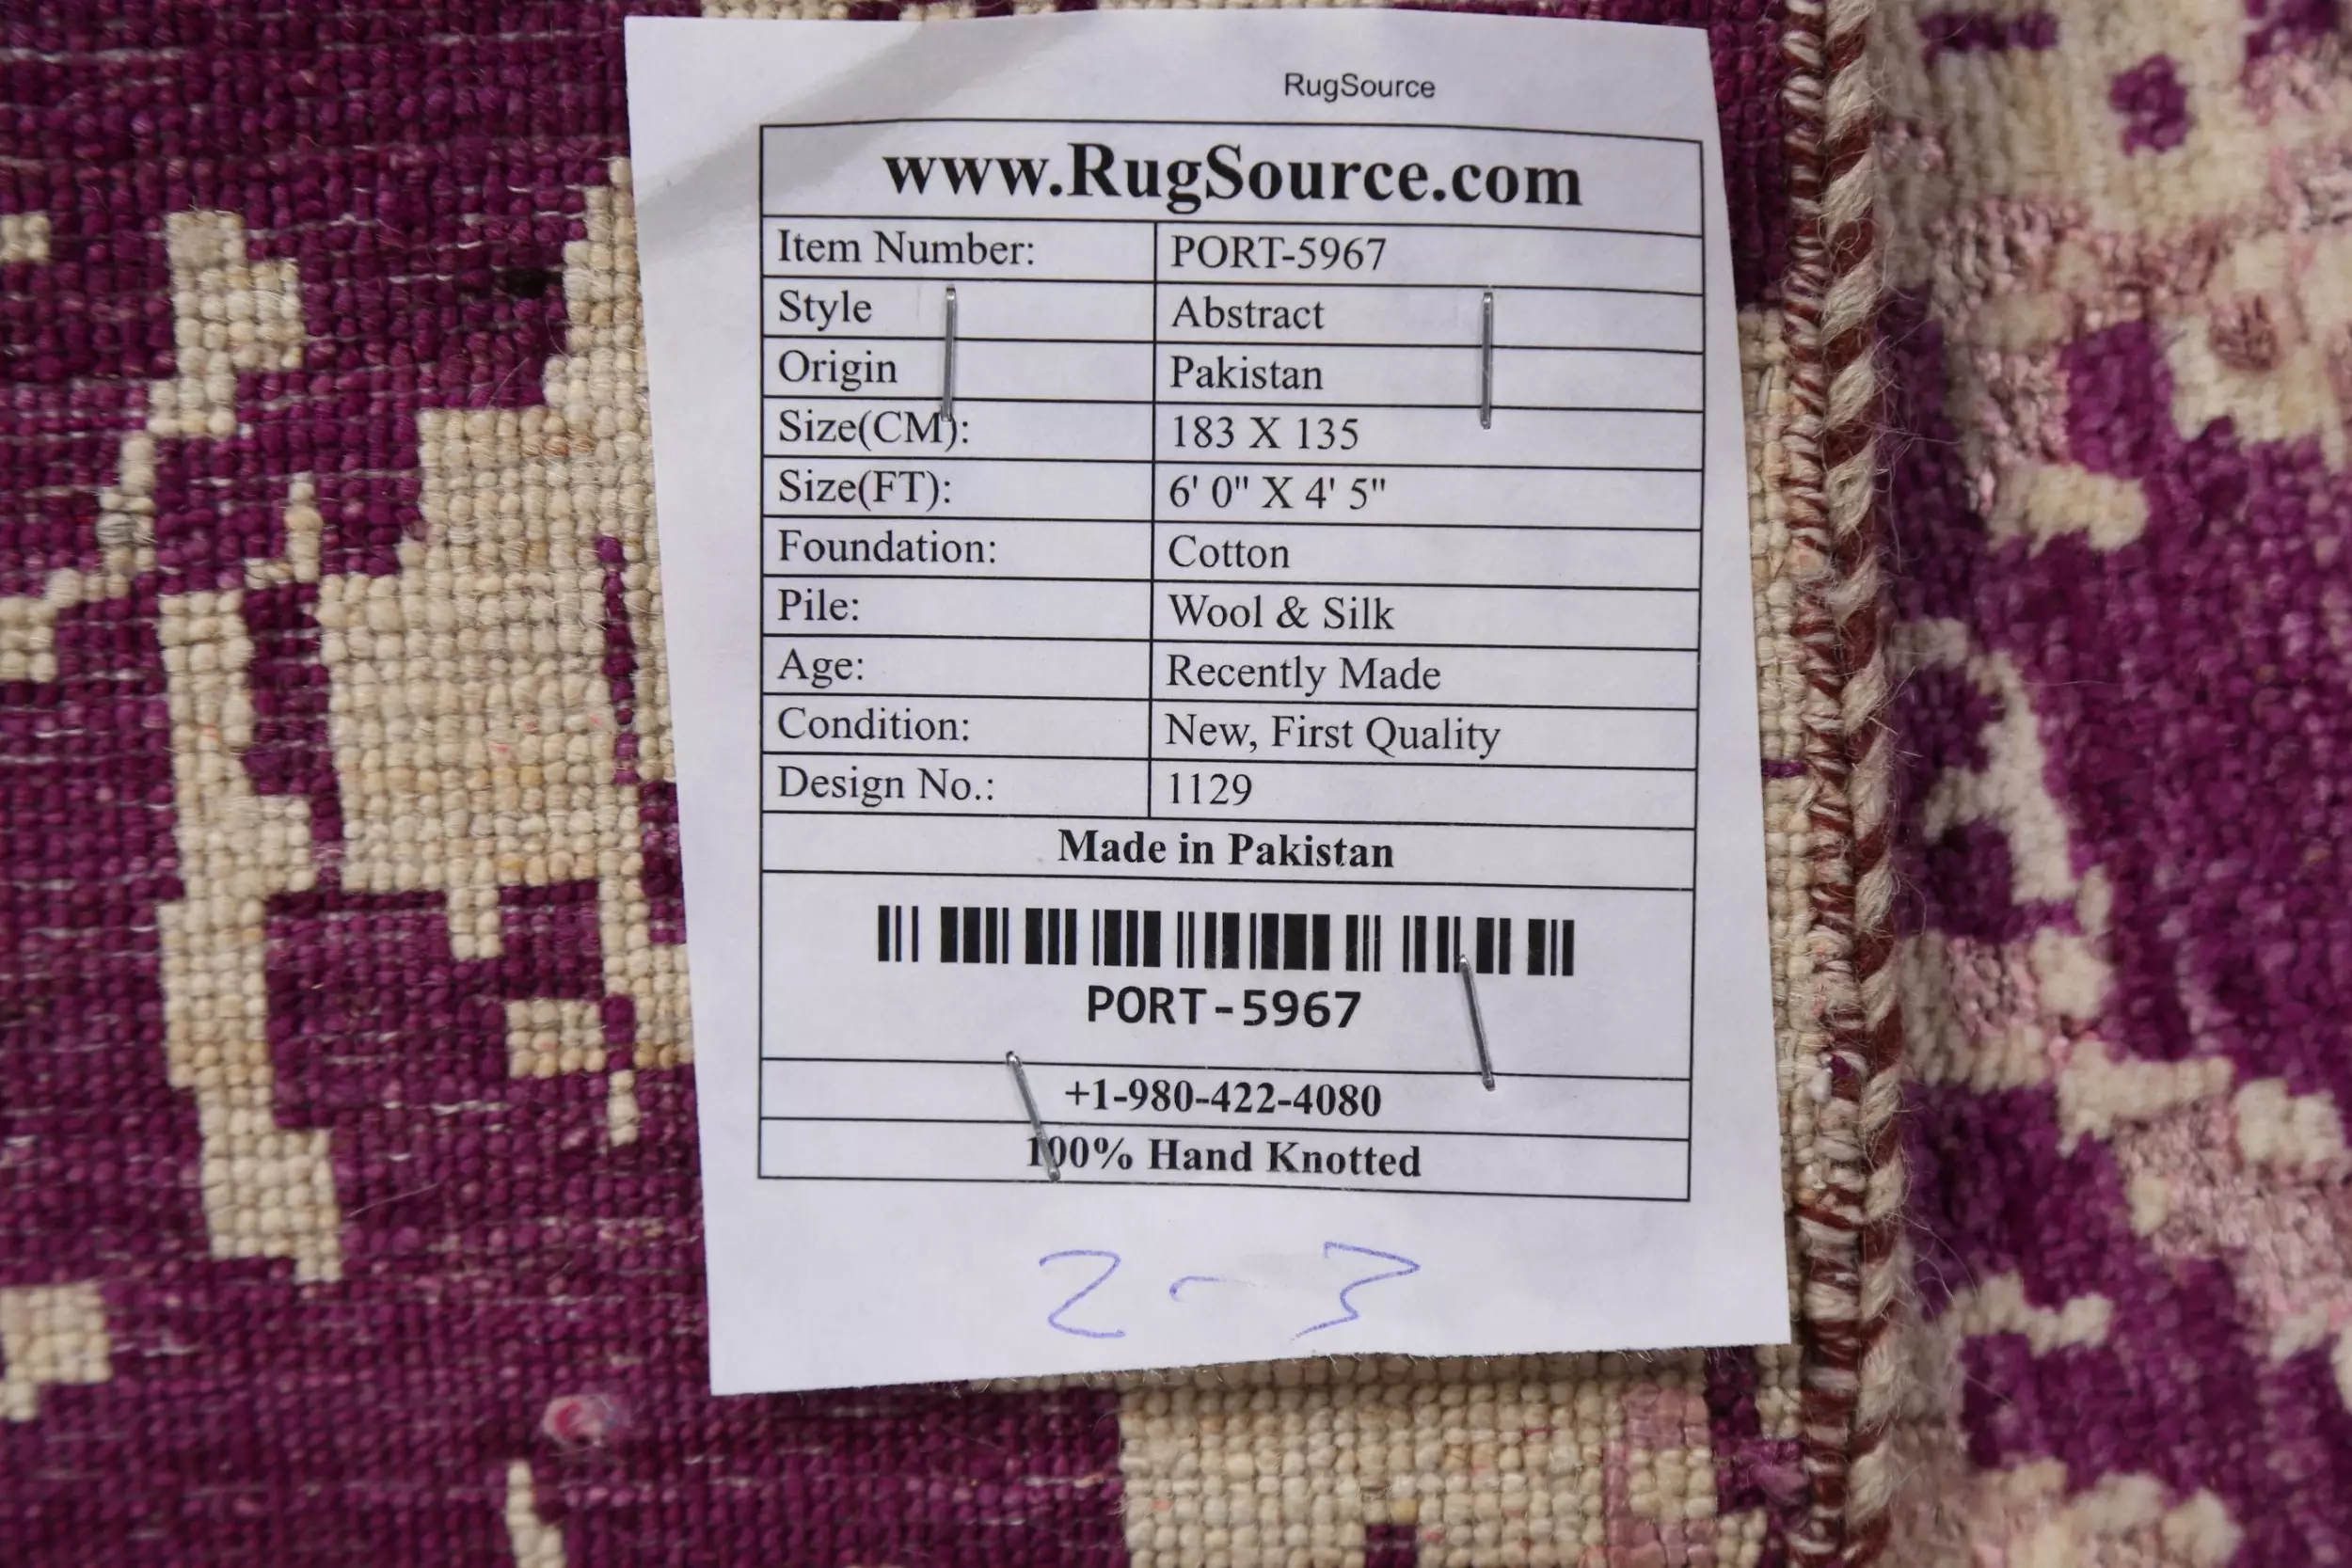 RugSource
www.RugSource.com
Item Number: PORT-5967
Style Abstract
Origin Pakistan
Size(CM): 183 X 135
Size(FT): 6' 0" X 4' 5"
Foundation: Cotton
Pile: Wool & Silk
Age: Recently Made
Condition: New, First Quality
Design No.: 1129
Made in Pakistan
PORT-5967
+1-980-422-4080
100% Hand Knotted
2-3